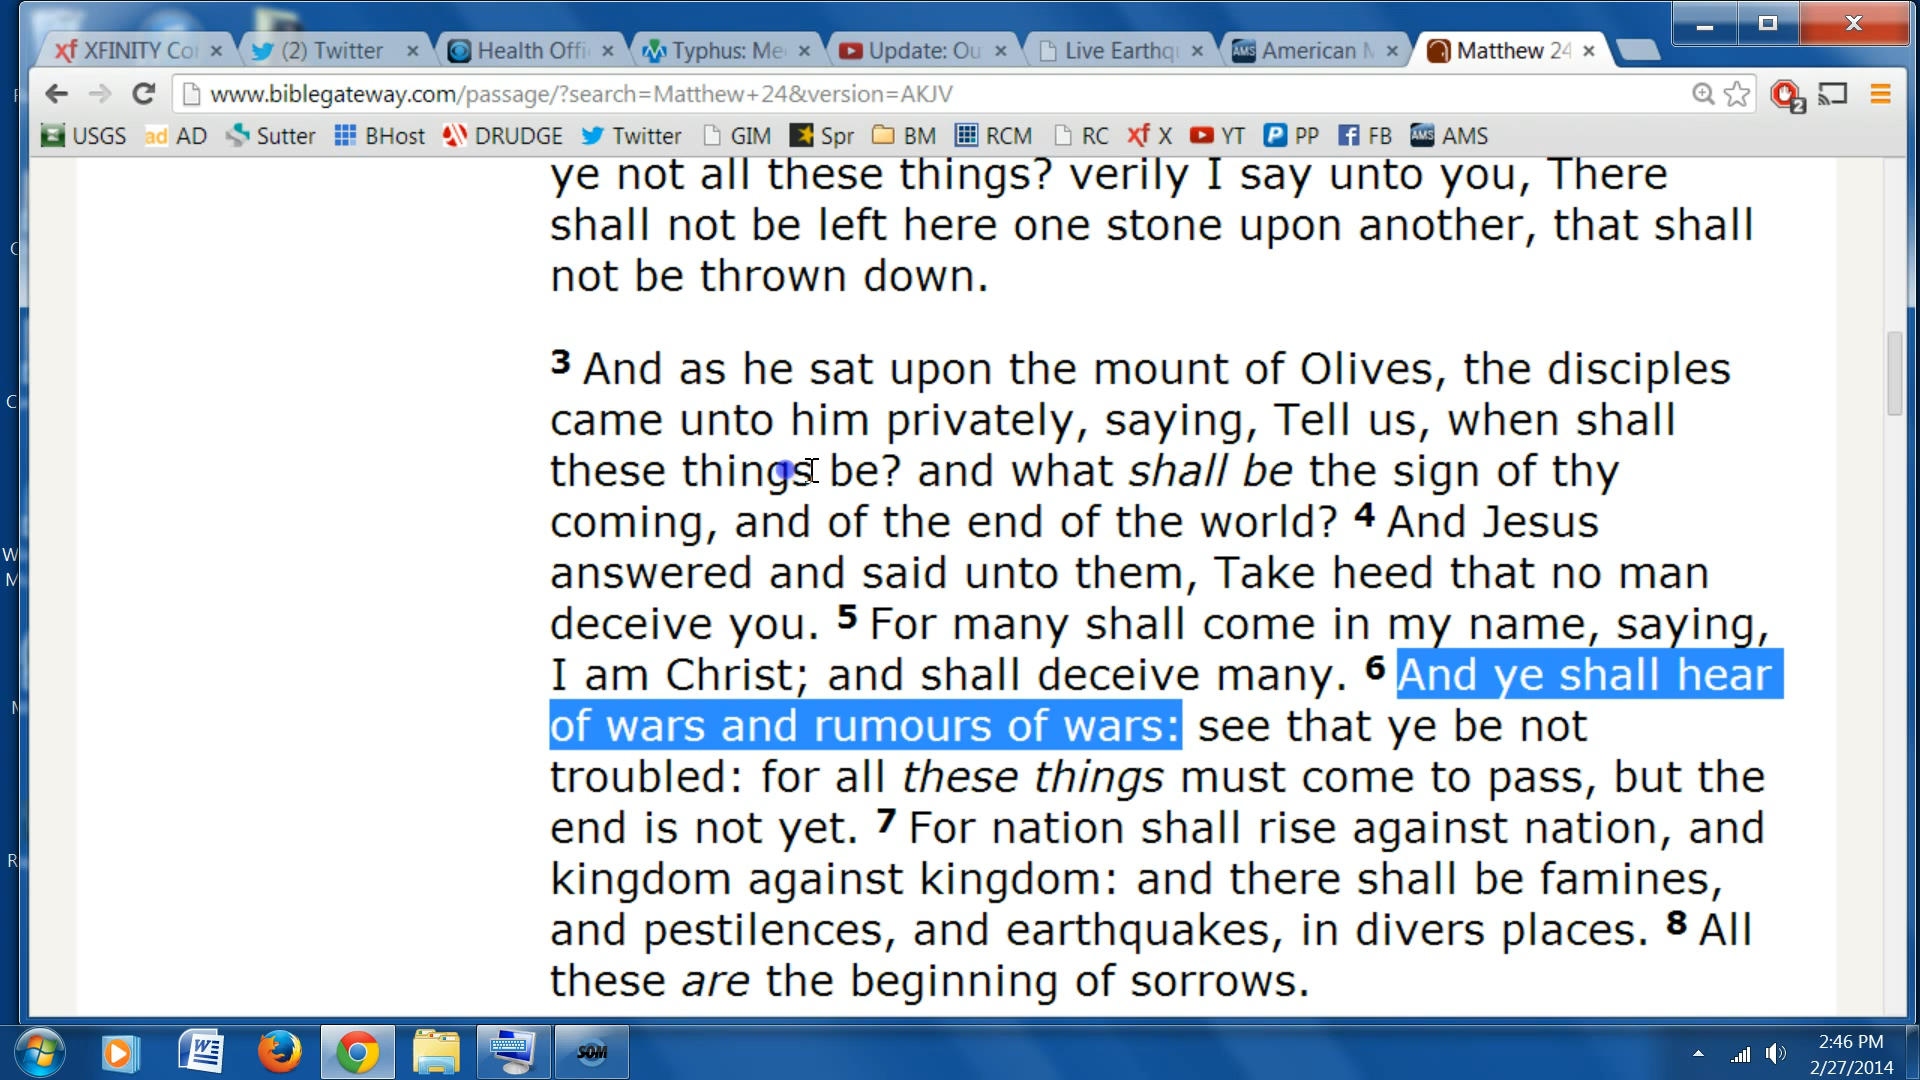 XFINITY Co
(2) Twitter
Health Offi
Typhus: Me
Update: Ou
Live Earthq
American M
Matthew 24
www.biblegateway.com/passage/?search=Matthew+24&version=AKJV
2
USGS
ad AD
Sutter
BHost
DRUDGE
Twitter
GIM
Spr
BM
RCM
RC
xf X
YT
PP
FB
AMS AMS
ye not all these things? verily I say unto you, There
shall not be left here one stone upon another, that shall
not be thrown down.
3 And as he sat upon the mount of Olives, the disciples
came unto him privately, saying, Tell us, when shall
these things be? and what shall be the sign of thy
coming, and of the end of the world? 4 And Jesus
answered and said unto them, Take heed that no man
deceive you. 5 For many shall come in my name, saying,
I am Christ; and shall deceive many. 6 And ye shall hear
of wars and rumours of wars: see that ye be not
troubled: for all these things must come to pass, but the
end is not yet. 7 For nation shall rise against nation, and
kingdom against kingdom: and there shall be famines,
and pestilences, and earthquakes, in divers places. 8 All
these are the beginning of sorrows.
SOM
2:46 PM
2/27/2014